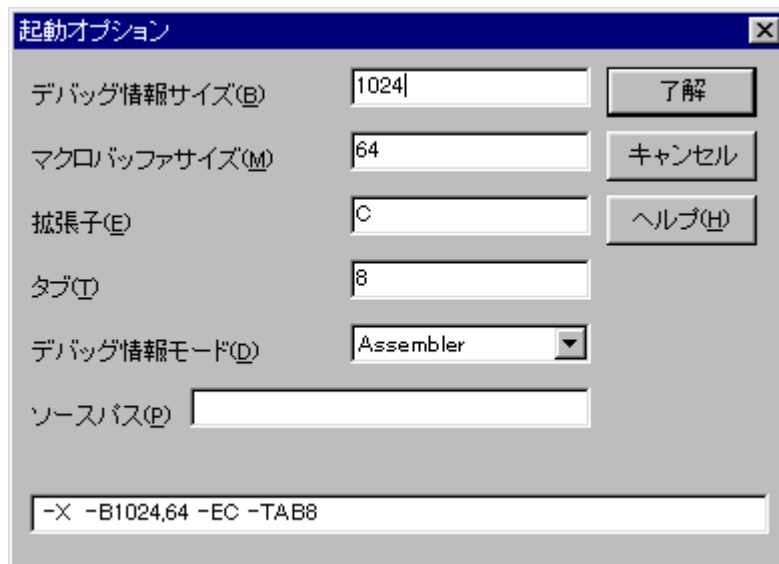 起動オプション
デバッグ情報サイズ(B) 1024 了解
マクロバッファサイズ(M) 64 キャンセル
拡張子(E) C ヘルプ(H)
タブ(T) 8
デバッグ情報モード(D) Assembler
ソースパス(P)
-X -B1024,64 -EC -TAB8